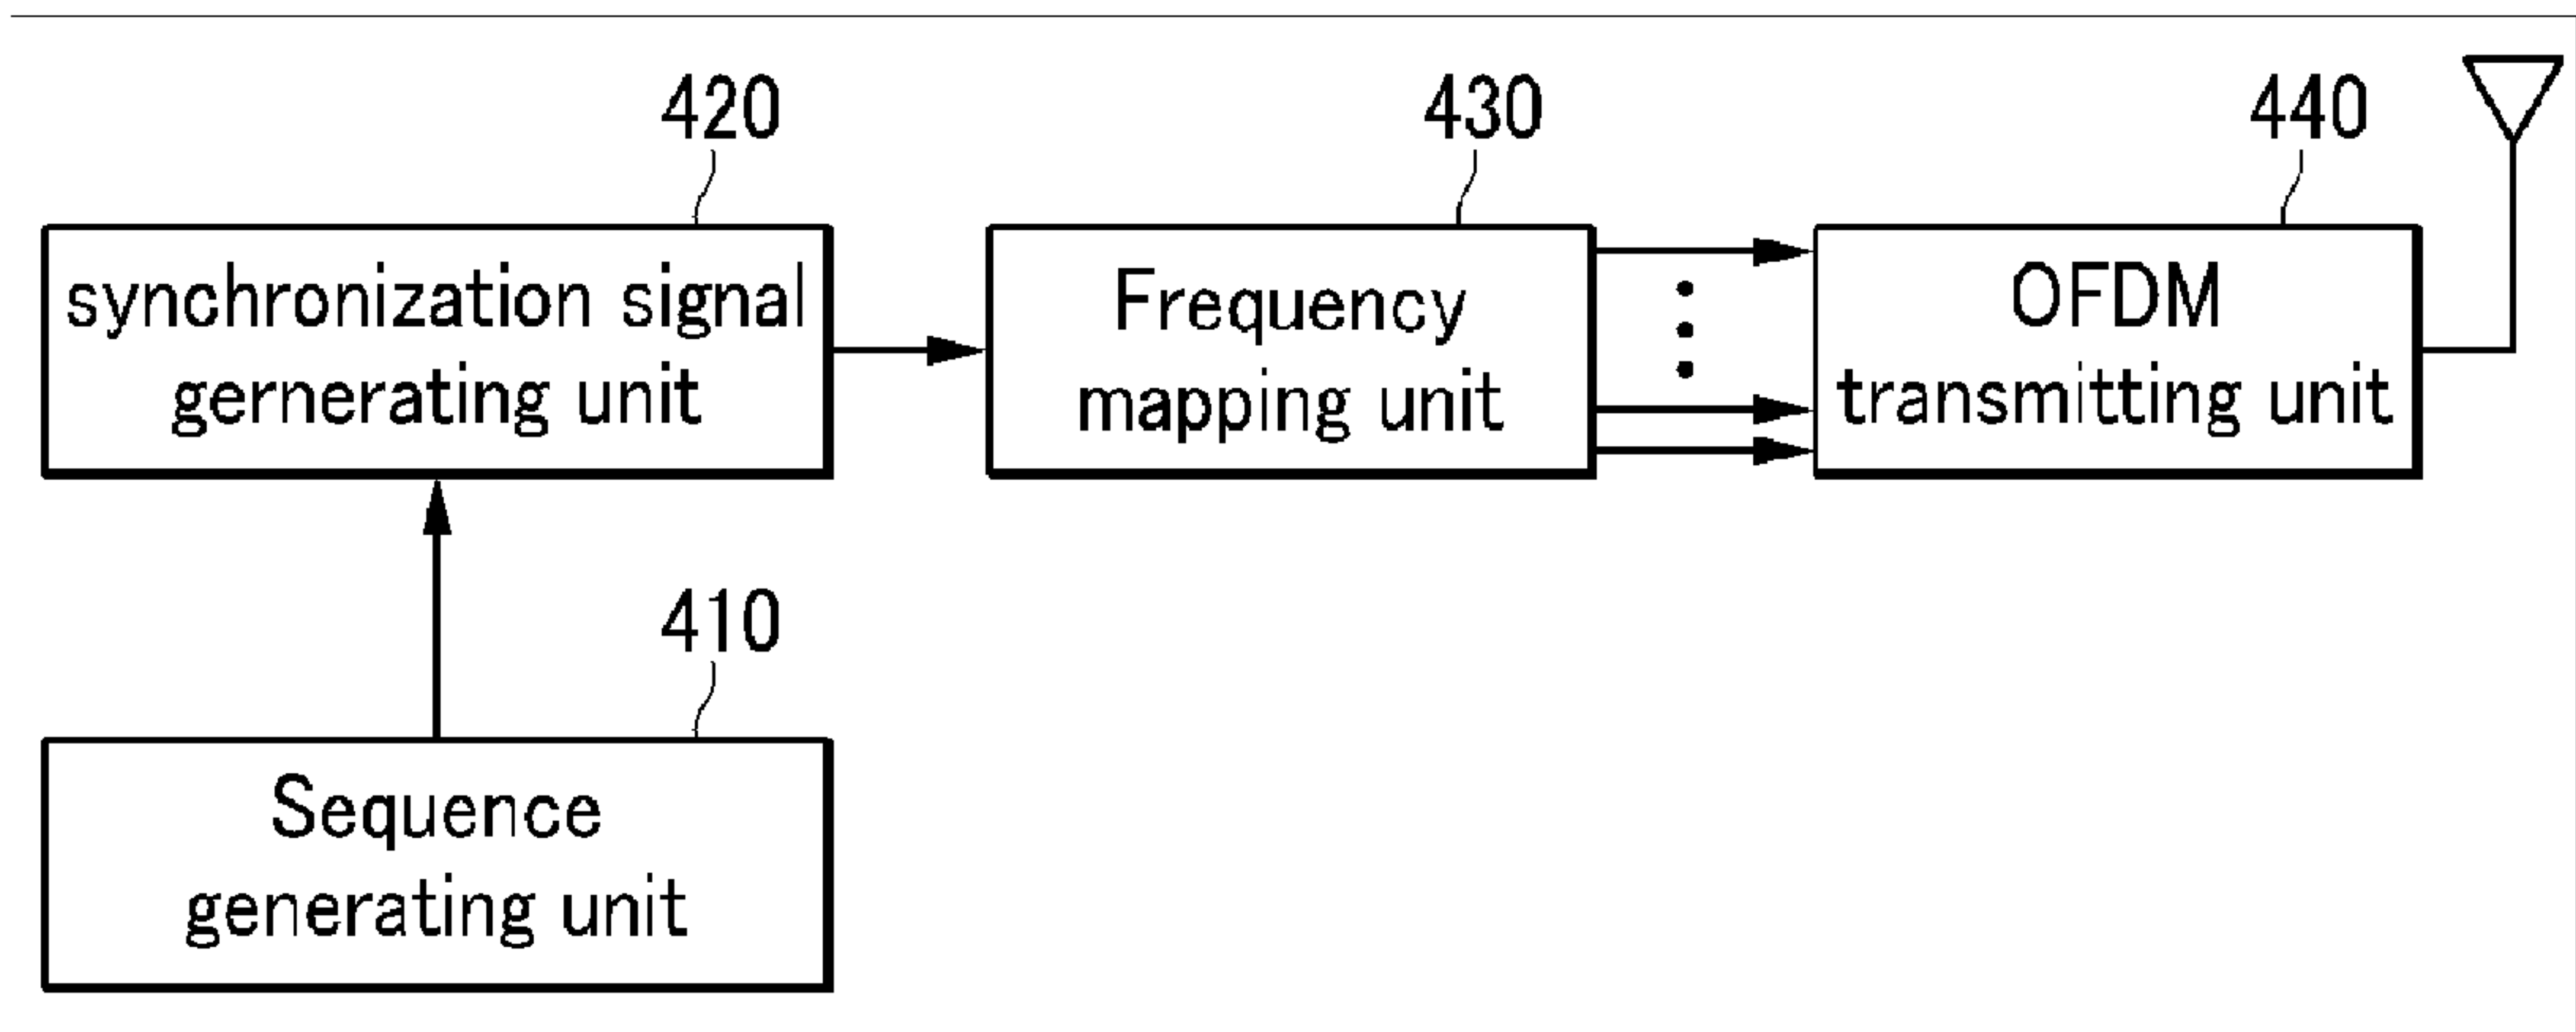 420
430
440
synchronization signal
gernerating unit
Frequency
mapping unit
OFDM
transmitting unit
410
Sequence
generating unit